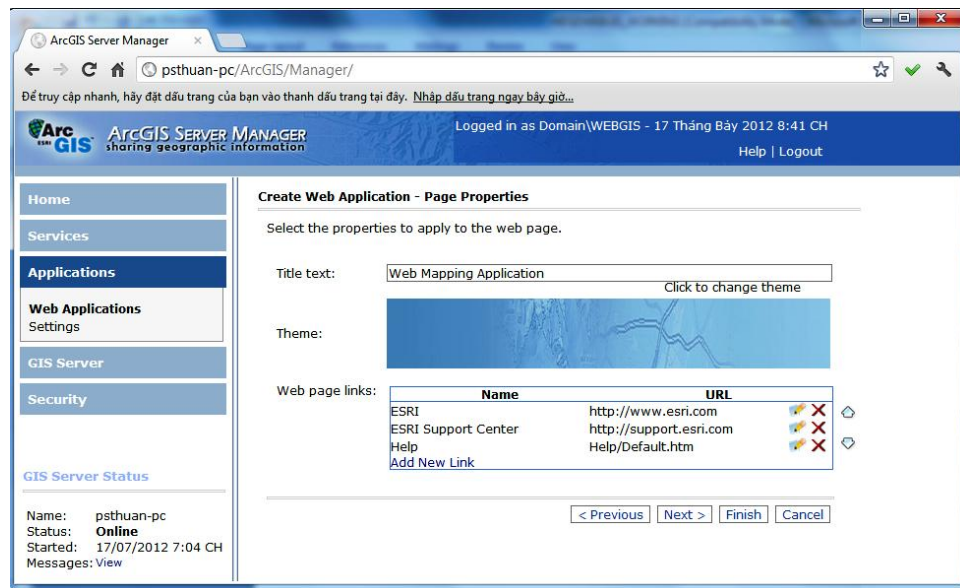 ArcGIS Server Manager
psthuan-pc/ArcGIS/Manager/
Để truy cập nhanh, hãy đặt dấu trang của bạn vào thanh dấu trang tại đây. Nhập dấu trang ngay bây giờ...
ArcGIS
ESRI
ArcGIS Server Manager
sharing geographic information
Logged in as Domain\WEBGIS - 17 Tháng Bảy 2012 8:41 CH
Help | Logout
Home
Services
Applications
Web Applications
Settings
GIS Server
Security
GIS Server Status
Name: psthuan-pc
Status: Online
Started: 17/07/2012 7:04 CH
Messages: View
Create Web Application - Page Properties
Select the properties to apply to the web page.
Title text: Web Mapping Application
Click to change theme
Theme:
Web page links:
Name URL
ESRI http://www.esri.com
ESRI Support Center http://support.esri.com
Help Help/Default.htm
Add New Link
< Previous Next > Finish Cancel